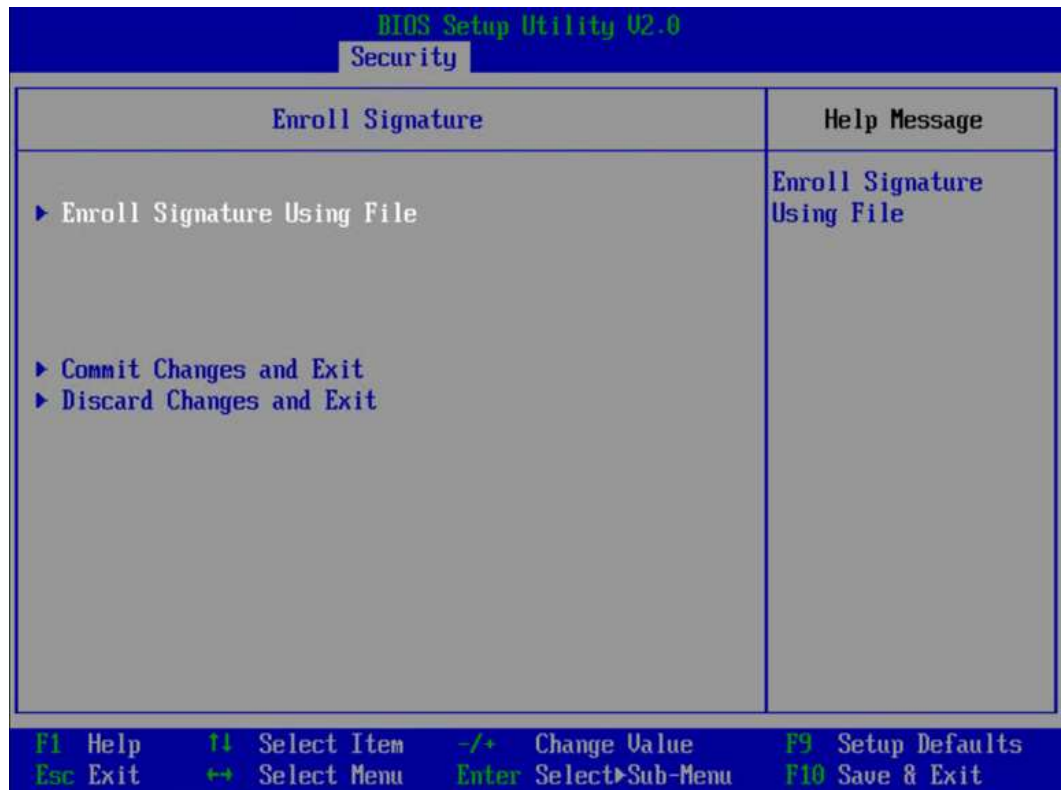 BIOS Setup Utility V2.0
Security
Enroll Signature
Help Message
▶ Enroll Signature Using File
Enroll Signature
Using File
▶ Commit Changes and Exit
▶ Discard Changes and Exit
F1 Help ↑↓ Select Item -/+ Change Value F9 Setup Defaults
Esc Exit ↔ Select Menu Enter Select▶Sub-Menu F10 Save & Exit